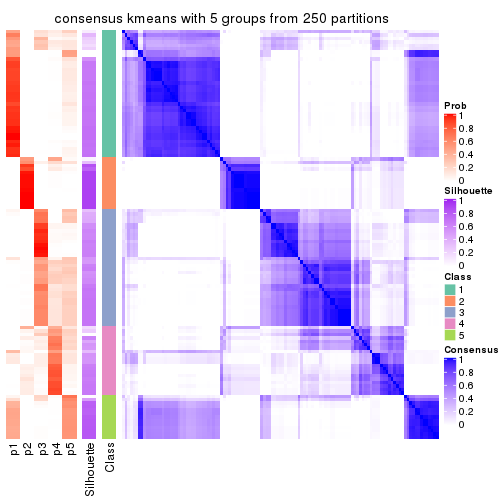 consensus kmeans with 5 groups from 250 partitions
Prob
1
0.8
0.6
0.4
0.2
0
Silhouette
1
0.8
0.6
0.4
0.2
0
Class
1
2
3
4
5
Consensus
1
0.8
0.6
0.4
0.2
0
p1
p2
p3
p4
p5
Silhouette
Class